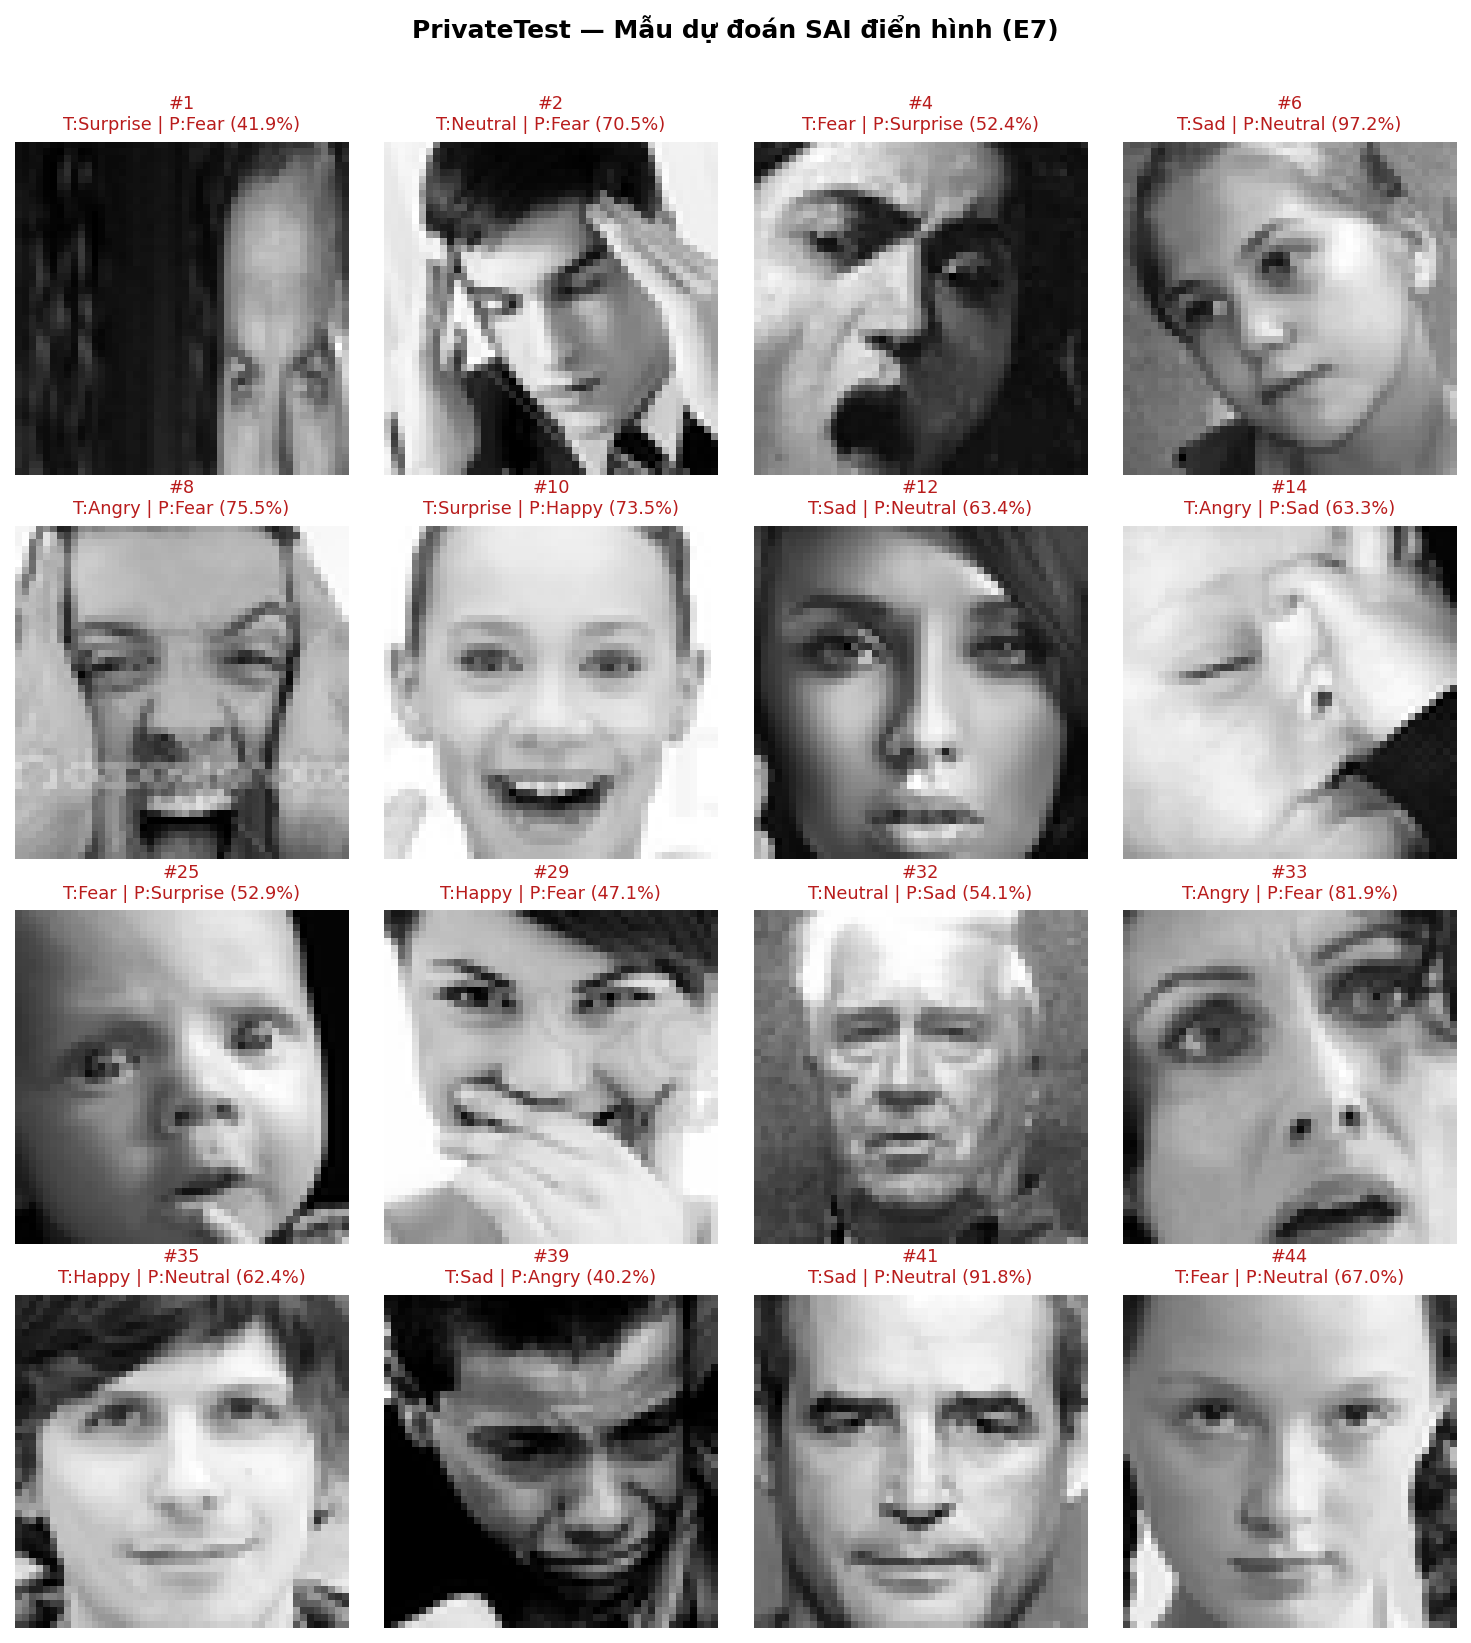 PrivateTest — Mẫu dự đoán SAI điển hình (E7)
#1
T:Surprise | P:Fear (41.9%)
#2
T:Neutral | P:Fear (70.5%)
#4
T:Fear | P:Surprise (52.4%)
#6
T:Sad | P:Neutral (97.2%)
#8
T:Angry | P:Fear (75.5%)
#10
T:Surprise | P:Happy (73.5%)
#12
T:Sad | P:Neutral (63.4%)
#14
T:Angry | P:Sad (63.3%)
#25
T:Fear | P:Surprise (52.9%)
#29
T:Happy | P:Fear (47.1%)
#32
T:Neutral | P:Sad (54.1%)
#33
T:Angry | P:Fear (81.9%)
#35
T:Happy | P:Neutral (62.4%)
#39
T:Sad | P:Angry (40.2%)
#41
T:Sad | P:Neutral (91.8%)
#44
T:Fear | P:Neutral (67.0%)